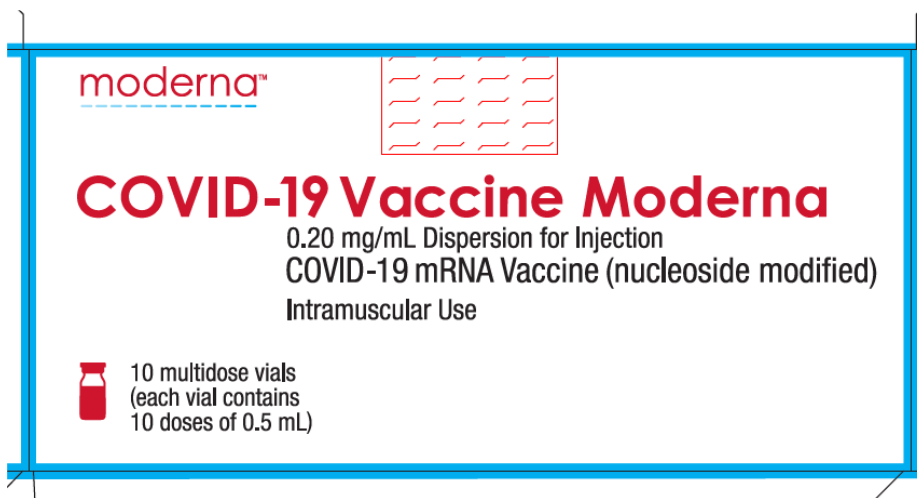 moderna™
COVID-19 Vaccine Moderna
0.20 mg/mL Dispersion for Injection
COVID-19 mRNA Vaccine (nucleoside modified)
Intramuscular Use
10 multidose vials
(each vial contains
10 doses of 0.5 mL)